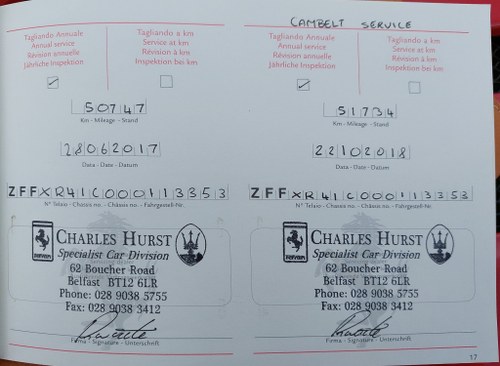 Tagliando Annuale
Annual service
Révision annuelle
Jährliche Inspektion
Tagliando a km
Service at km
Révision à km
Inspektion bei km
50747
Km - Mileage - Stand
28062017
Data - Date - Datum
ZFFXR41C000113353
N° Telaio - Chassis no. - Châssis no. - Fahrgestell-Nr.
Ferrari
CHARLES HURST
Specialist Car Division
62 Boucher Road
Belfast BT12 6LR
Phone: 028 9038 5755
Fax: 028 9038 3412
Firma - Signature - Unterschrift
CAMBELT SERVICE
Tagliando Annuale
Annual service
Révision annuelle
Jährliche Inspektion
Tagliando a km
Service at km
Révision à km
Inspektion bei km
51734
Km - Mileage - Stand
22102018
Data - Date - Datum
ZFFXR41C000113353
N° Telaio - Chassis no. - Châssis no. - Fahrgestell-Nr.
Ferrari
CHARLES HURST
Specialist Car Division
62 Boucher Road
Belfast BT12 6LR
Phone: 028 9038 5755
Fax: 028 9038 3412
Firma - Signature - Unterschrift
17